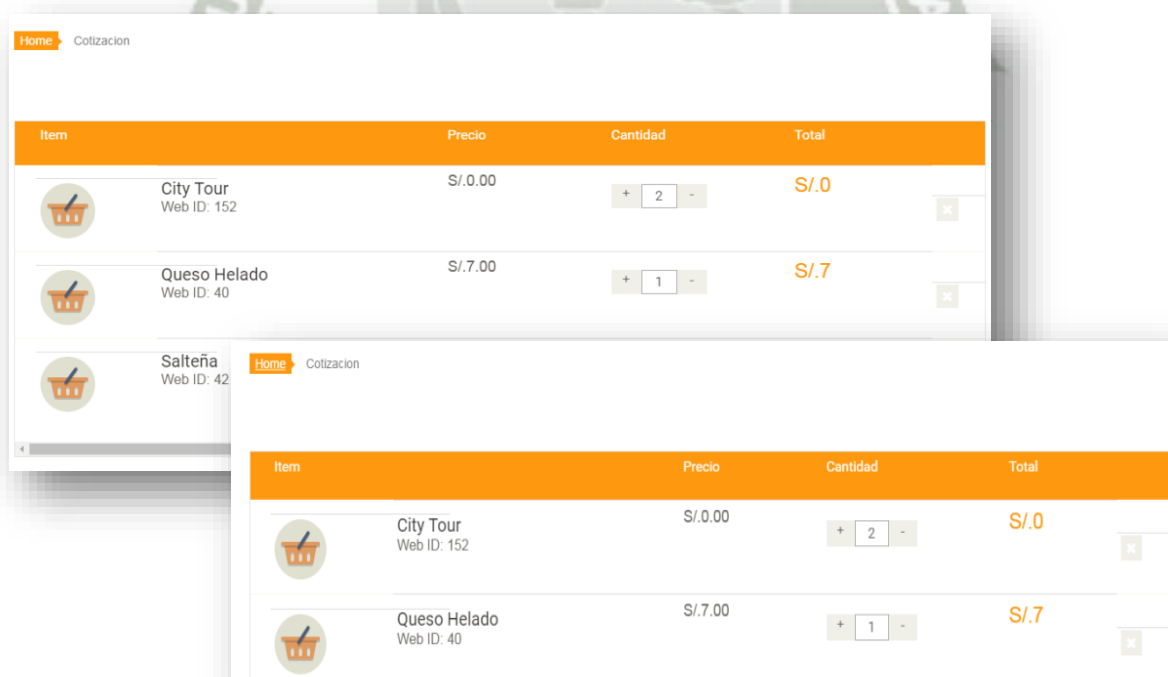 Home Cotizacion
Item Precio Cantidad Total
City Tour S/.0.00 + 2 - S/.0
Web ID: 152
Queso Helado S/.7.00 + 1 - S/.7
Web ID: 40
Salteña
Web ID: 42
Home Cotizacion
Item Precio Cantidad Total
City Tour S/.0.00 + 2 - S/.0
Web ID: 152
Queso Helado S/.7.00 + 1 - S/.7
Web ID: 40